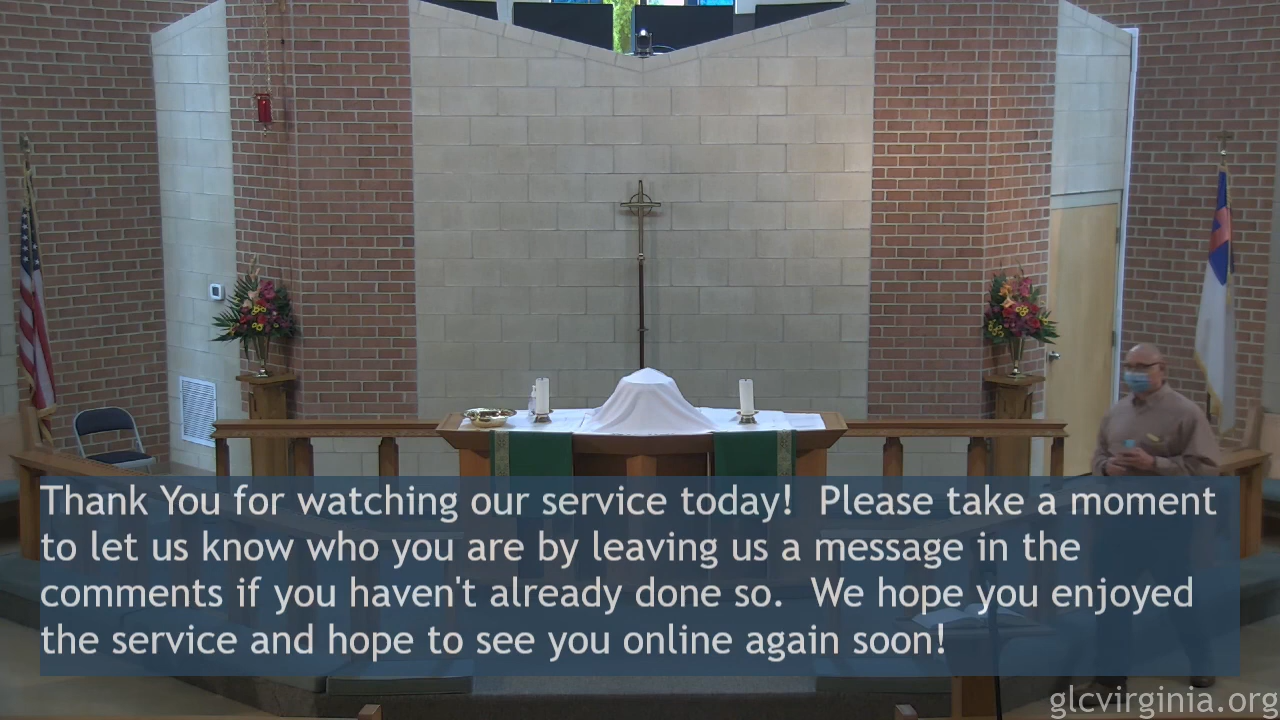 Thank You for watching our service today!  Please take a moment
to let us know who you are by leaving us a message in the
comments if you haven't already done so.  We hope you enjoyed
the service and hope to see you online again soon!
glcvirginia.org